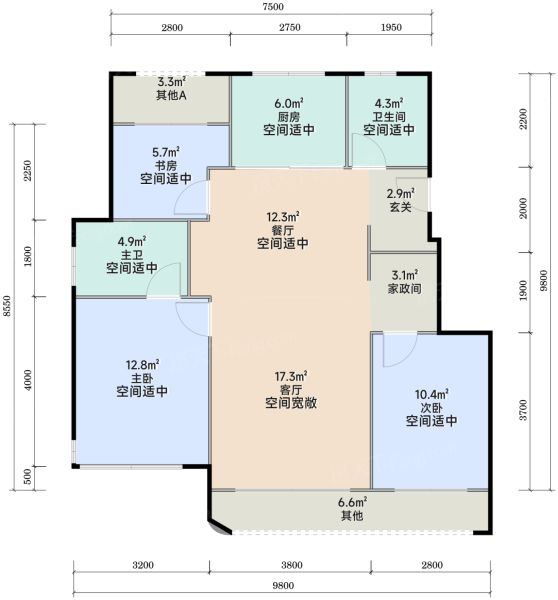 7500
2800
2750
1950
3.3㎡
其他A
6.0㎡
厨房
空间适中
4.3㎡
卫生间
空间适中
2200
5.7㎡
书房
空间适中
2250
2.9㎡
玄关
2000
12.3㎡
餐厅
空间适中
4.9㎡
主卫
空间适中
1800
3.1㎡
家政间
1900
8550
9800
12.8㎡
主卧
空间适中
4000
17.3㎡
客厅
空间宽敞
10.4㎡
次卧
空间适中
3700
500
6.6㎡
其他
3200
3800
2800
9800